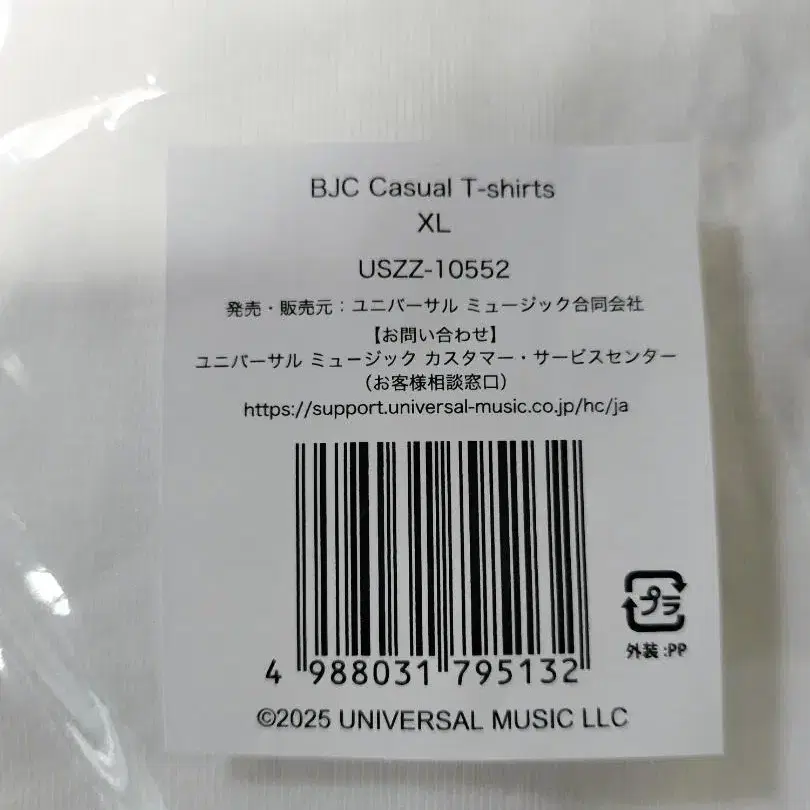 BJC Casual T-shirts
XL
USZZ-10552
発売・販売元：ユニバーサル ミュージック合同会社
【お問い合わせ】
ユニバーサル ミュージック カスタマー・サービスセンター
（お客様相談窓口）
https://support.universal-music.co.jp/hc/ja
4 988031 795132
プラ
外装:PP
©2025 UNIVERSAL MUSIC LLC